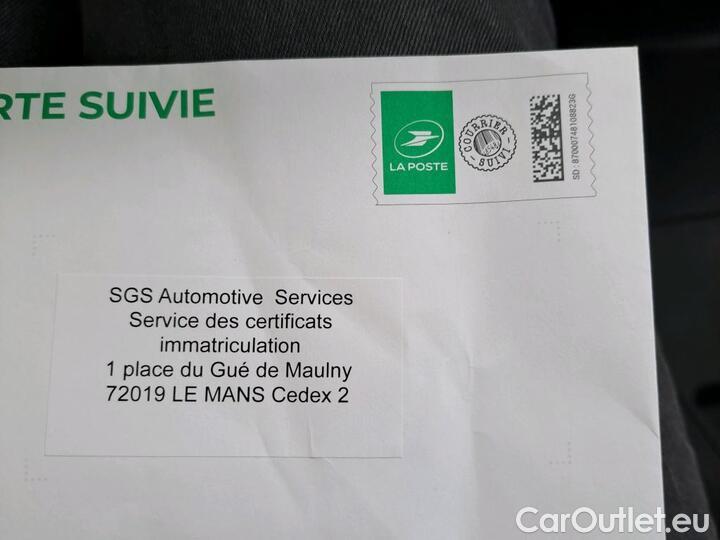 RTE SUIVIE
LA POSTE
COURRIER SUIVI
SD : 87000748108823G
SGS Automotive Services
Service des certificats
immatriculation
1 place du Gué de Maulny
72019 LE MANS Cedex 2
CarOutlet.eu